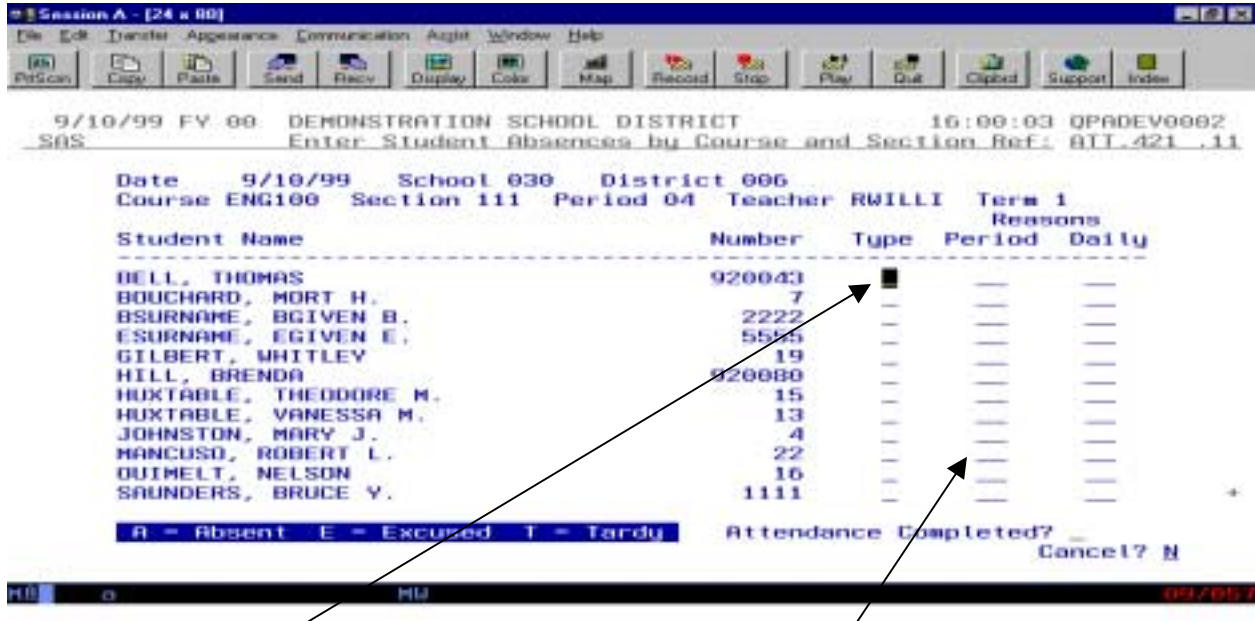 Session A - [24 x 80]
File Edit Transfer Appearance Communication Assist Window Help
PrtScrn Copy Paste Send Recv Display Color Map Record Stop Play Quit Clipbrd Support Index
9/10/99 FY 00 DEMONSTRATION SCHOOL DISTRICT 16:00:03 QPADEV0002
SAS Enter Student Absences by Course and Section Ref: ATT.421 .11
Date 9/10/99 School 030 District 006
Course ENG100 Section 111 Period 04 Teacher RWILLI Term 1
Reasons
Student Name Number Type Period Daily
BELL, THOMAS 920043
BOUCHARD, MORT H. 7
BSURNAME, BGIVEN B. 2222
ESURNAME, EGIVEN E. 5555
GILBERT, WHITLEY 19
HILL, BRENDA 920080
HUXTABLE, THEODORE M. 15
HUXTABLE, VANESSA M. 13
JOHNSTON, MARY J. 4
MANCUSO, ROBERT L. 22
OUIMELT, NELSON 16
SAUNDERS, BRUCE Y. 1111 +
A = Absent E = Excused T = Tardy Attendance Completed? _
Cancel? N
MA a MW 09/057